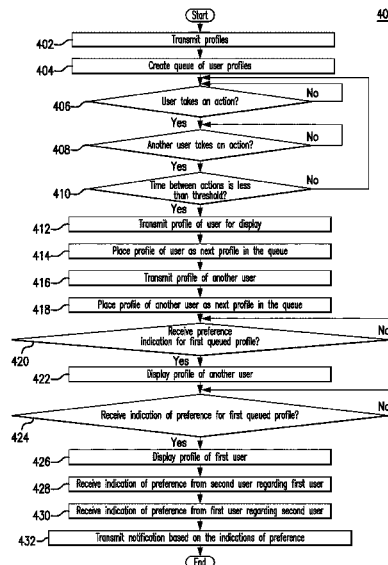 Start
40
402
Transmit profiles
404
Create queue of user profiles
406
User takes an action?
No
Yes
408
Another user takes an action?
No
Yes
410
Time between actions is less
than threshold?
No
Yes
412
Transmit profile of user for display
414
Place profile of user as next profile in the queue
416
Transmit profile of another user
418
Place profile of another user as next profile in the queue
420
Receive preference
indication for first queued profile?
No
Yes
422
Display profile of another user
424
Receive indication of preference for first queued profile?
No
Yes
426
Display profile of first user
428
Receive indication of preference from second user regarding first user
430
Receive indication of preference from first user regarding second user
432
Transmit notification based on the indications of preference
End